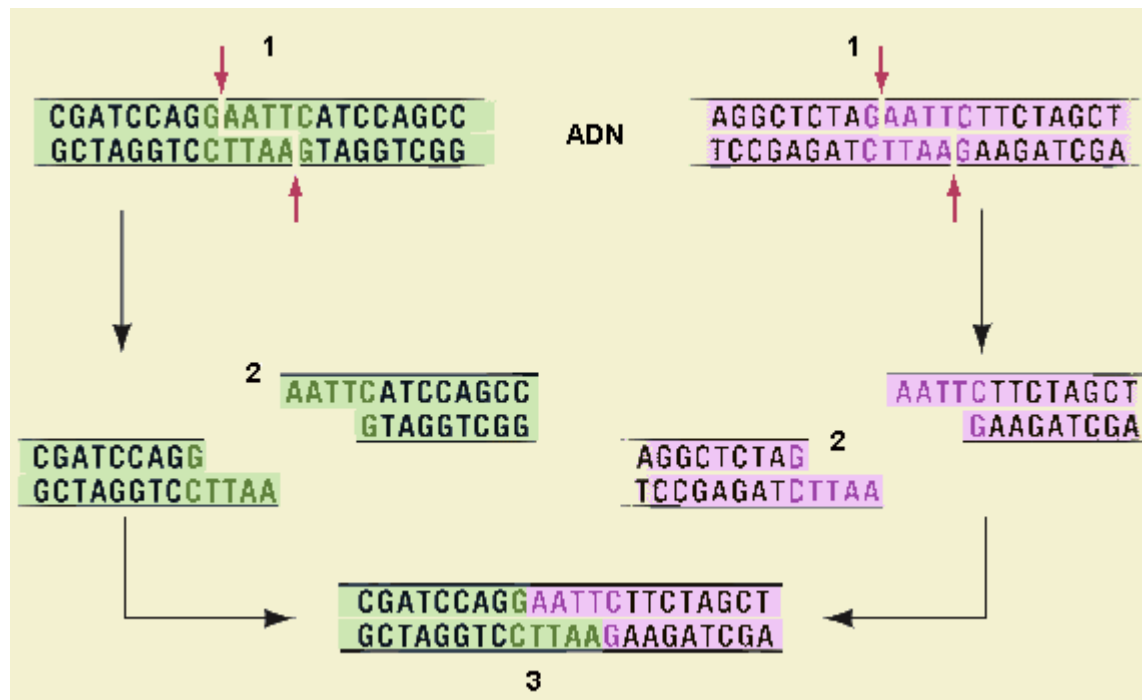 1
1
CGATCCAGGAATTCATCCAGCC
GCTAGGTCCTTAAGTAGGTCGG
ADN
AGGCTCTAGAATTCTTCTAGCT
TCCGAGATCTTAAGAAGATCGA
2
AATTCATCCAGCC
GTAGGTCGG
AATTCTTCTAGCT
GAAGATCGA
CGATCCAGG
GCTAGGTCCTTAA
2
AGGCTCTAG
TCCGAGATCTTAA
CGATCCAGGAATTCTTCTAGCT
GCTAGGTCCTTAAGAAGATCGA
3